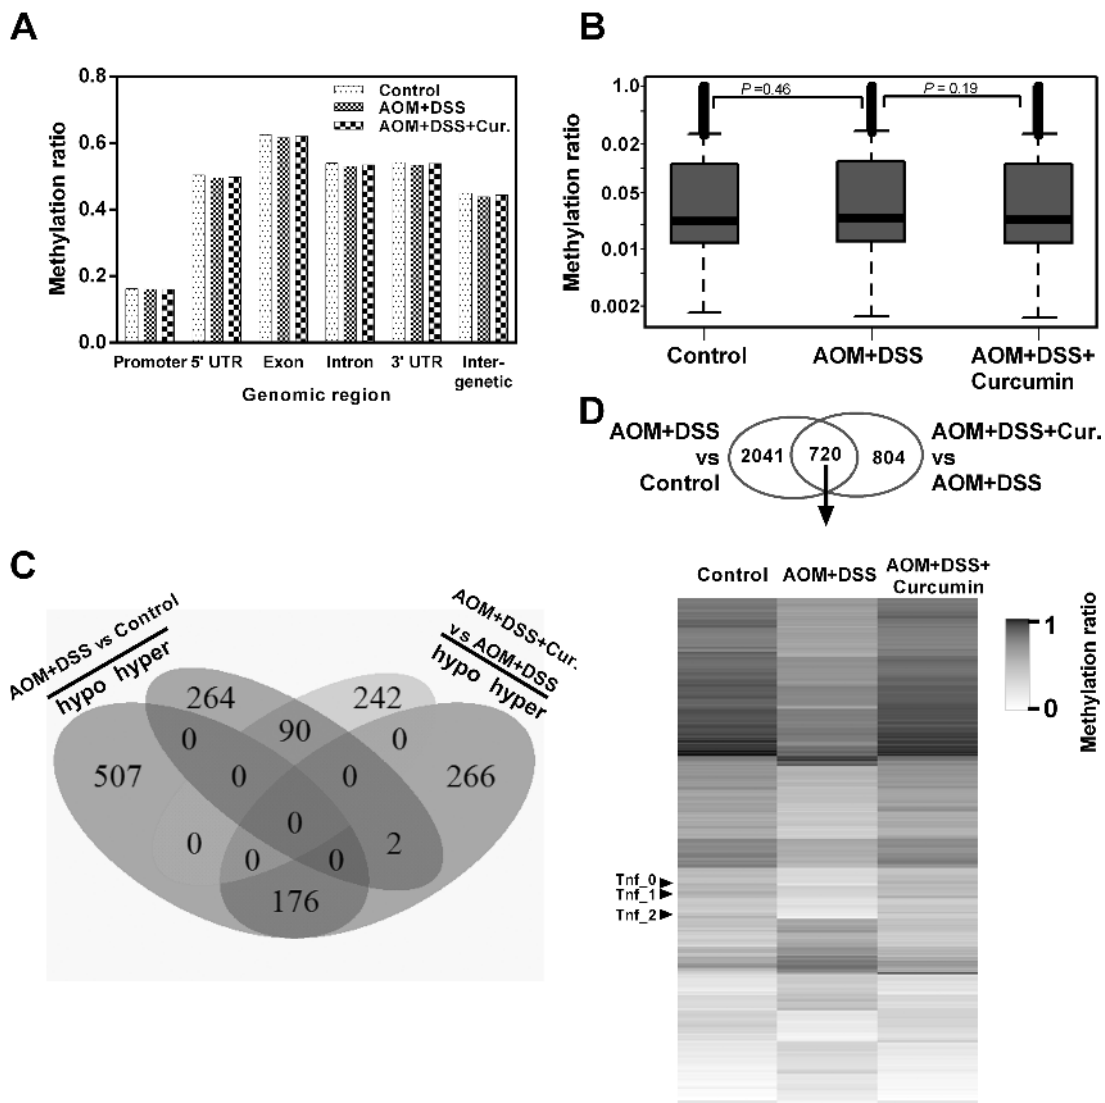 A
0.8
0.6
0.4
0.2
0.0
Methylation ratio
Control
AOM+DSS
AOM+DSS+Cur.
Promoter 5' UTR Exon Intron 3' UTR Inter-
genetic
Genomic region
B
1.0
0.02
0.05
0.01
0.002
Methylation ratio
P =0.46
P = 0.19
Control
AOM+DSS
AOM+DSS+
Curcumin
C
AOM+DSS vs Control
hypo hyper
AOM+DSS+Cur.
vs AOM+DSS
hypo hyper
264
242
0
90
0
507
0
0
266
0
0
0
0
2
176
D
AOM+DSS
vs
Control
2041
720
804
AOM+DSS+Cur.
vs
AOM+DSS
Control
AOM+DSS
AOM+DSS+
Curcumin
1
0
Methylation ratio
Tnf_0
Tnf_1
Tnf_2